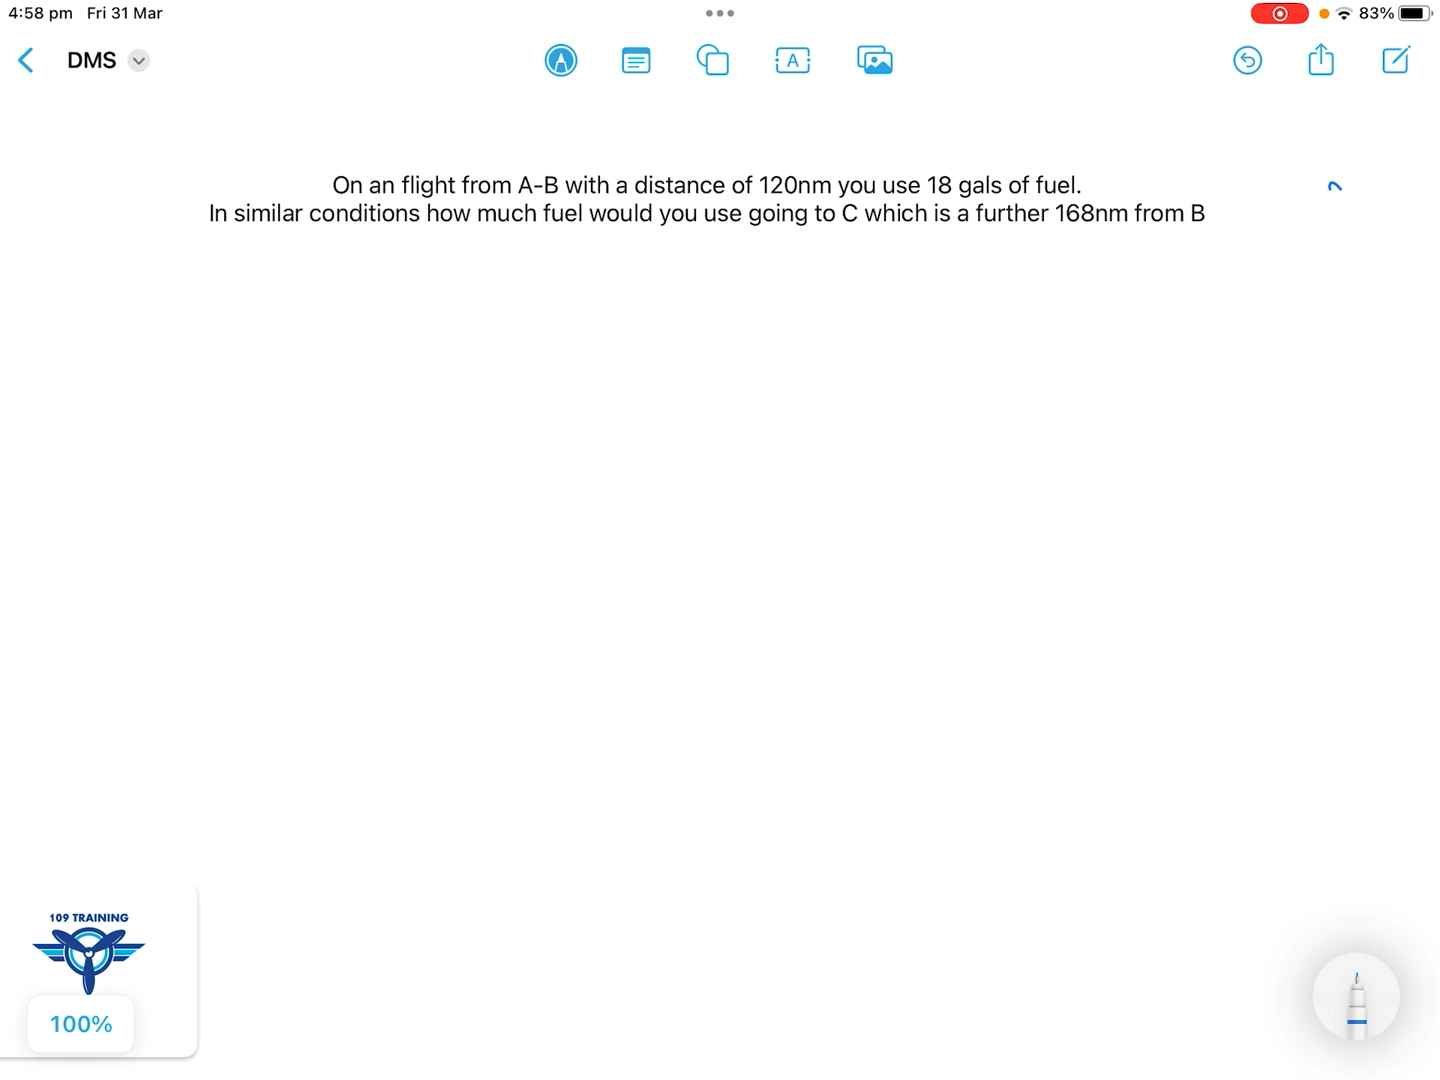 4:58 pm Fri 31 Mar 83%
DMS
A
On an flight from A-B with a distance of 120nm you use 18 gals of fuel.
In similar conditions how much fuel would you use going to C which is a further 168nm from B
109 TRAINING
100%